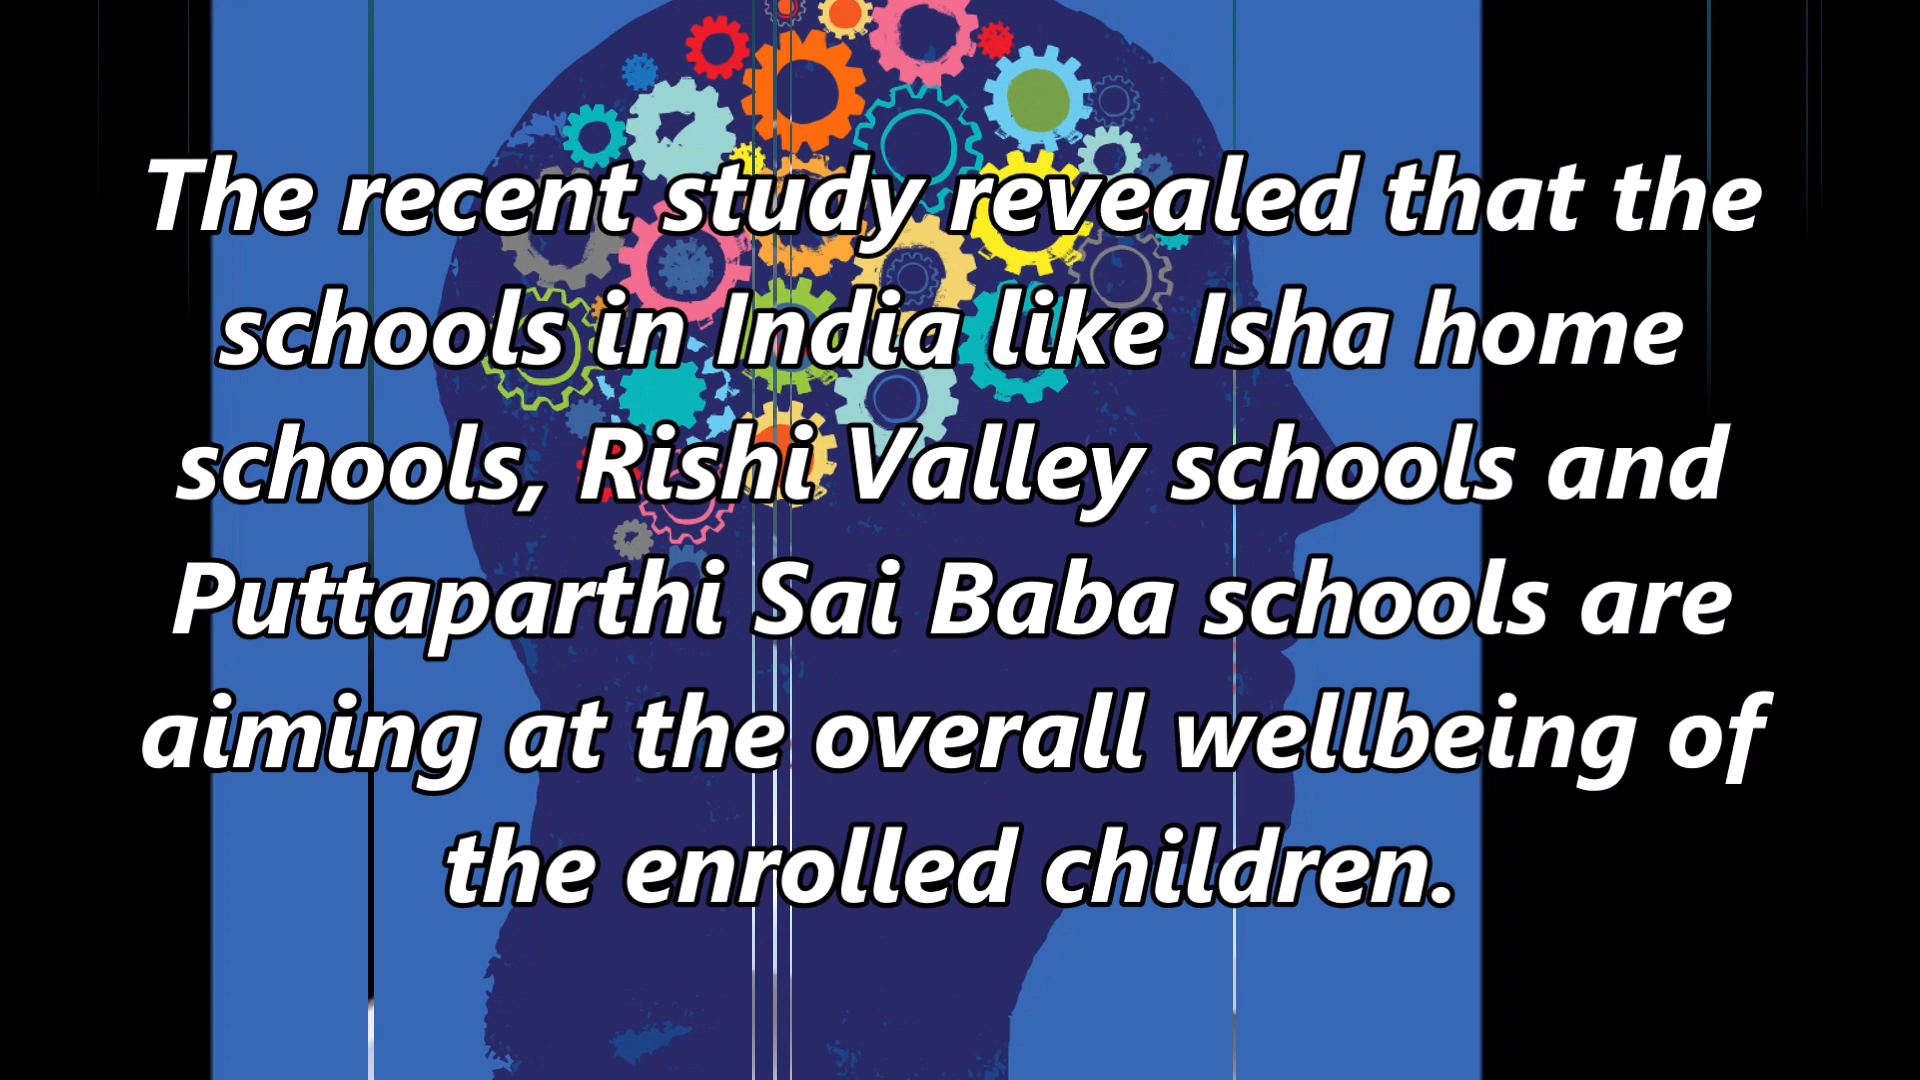 The recent study revealed that the
schools in India like Isha home
schools, Rishi Valley schools and
Puttaparthi Sai Baba schools are
aiming at the overall wellbeing of
the enrolled children.